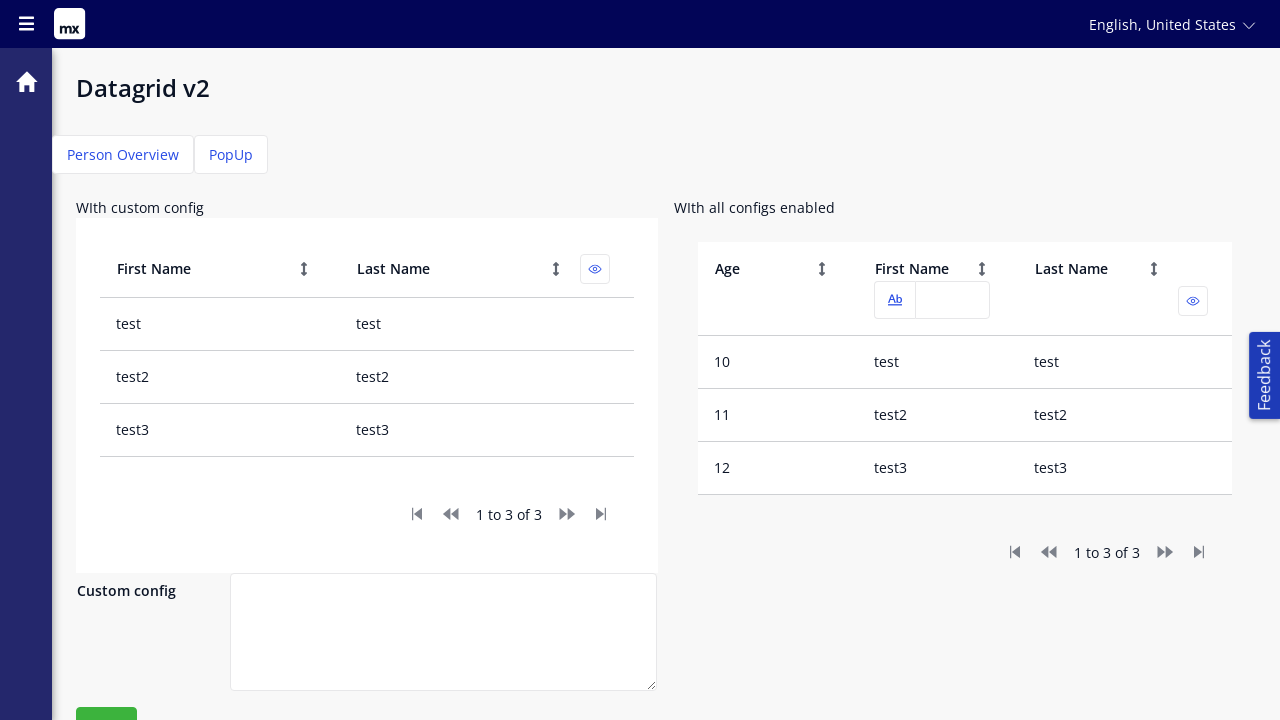 mx
English, United States
Datagrid v2
Person Overview
PopUp
WIth custom config
First Name
Last Name
test
test
test2
test2
test3
test3
1 to 3 of 3
Custom config
WIth all configs enabled
Age
First Name
Last Name
Ab
10
test
test
11
test2
test2
12
test3
test3
1 to 3 of 3
Feedback